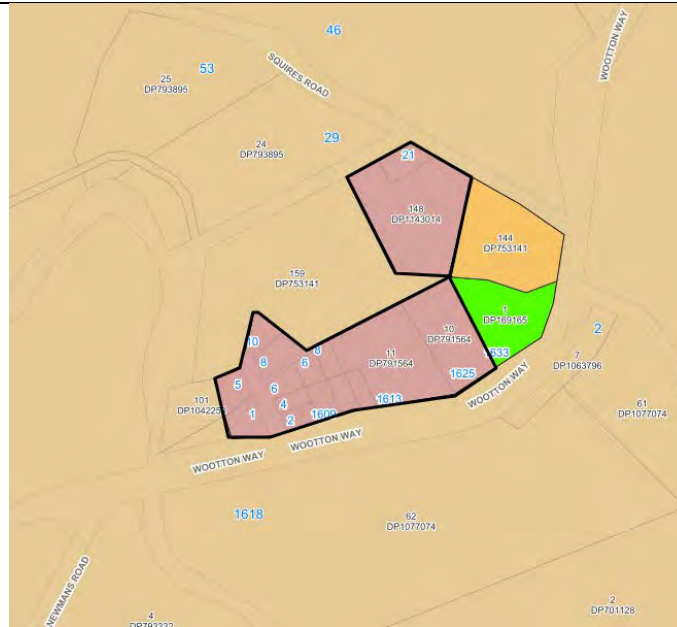 46
WOOTTON WAY
53
SQUIRES ROAD
25
DP793895
29
24
DP793895
21
148
DP1143014
144
DP753141
159
DP753141
1
DP169165
2
10
8
8
6
10
DP791564
1633
7
DP1063796
11
DP791564
5
6
1625
WOOTTON WAY
101
61
DP1077074
4
1613
1
2
1609
WOOTTON WAY
WOOTTON WAY
1618
62
DP1077074
NEWMANS ROAD
2
DP701128
4
DP793332